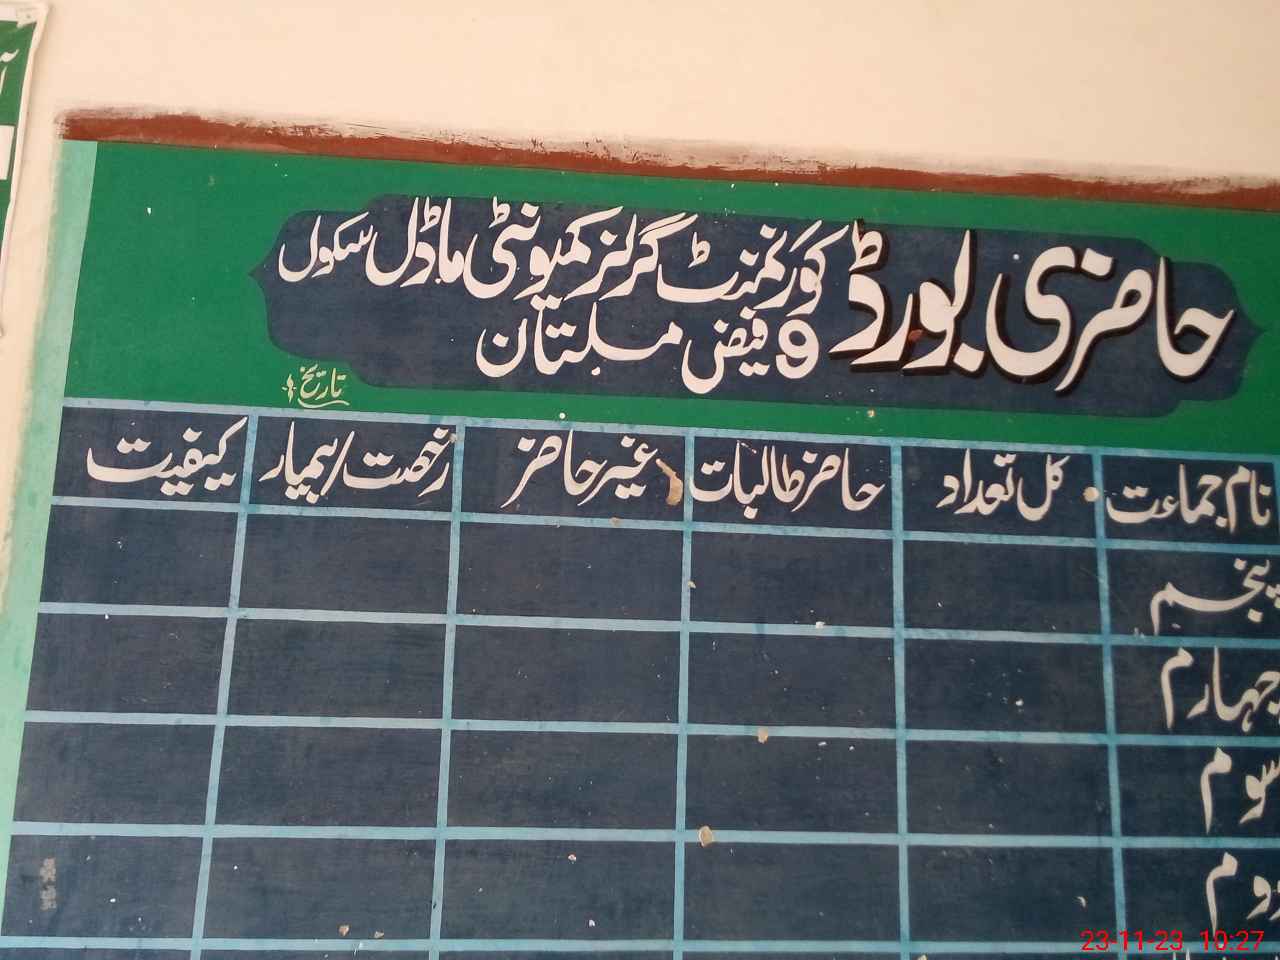 حاضری بورڈ گورنمنٹ گرلز کمیونٹی ماڈل سکول
9 فیض ملتان
تاریخ:
نام جماعت کل تعداد حاضر طالبات غیر حاضر رخصت/بیمار کیفیت
پنجم
چہارم
سوم
دوم
23-11-23 10:27